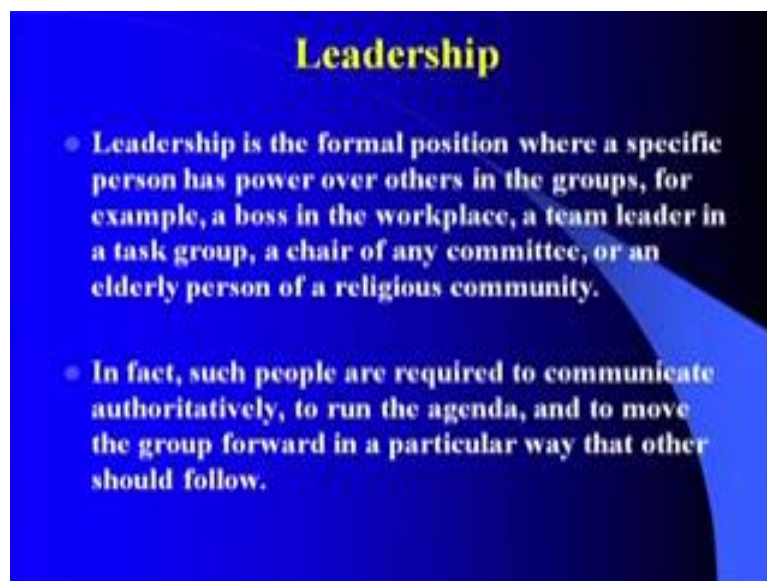 Leadership
Leadership is the formal position where a specific
person has power over others in the groups, for
example, a boss in the workplace, a team leader in
a task group, a chair of any committee, or an
elderly person of a religious community.
In fact, such people are required to communicate
authoritatively, to run the agenda, and to move
the group forward in a particular way that other
should follow.